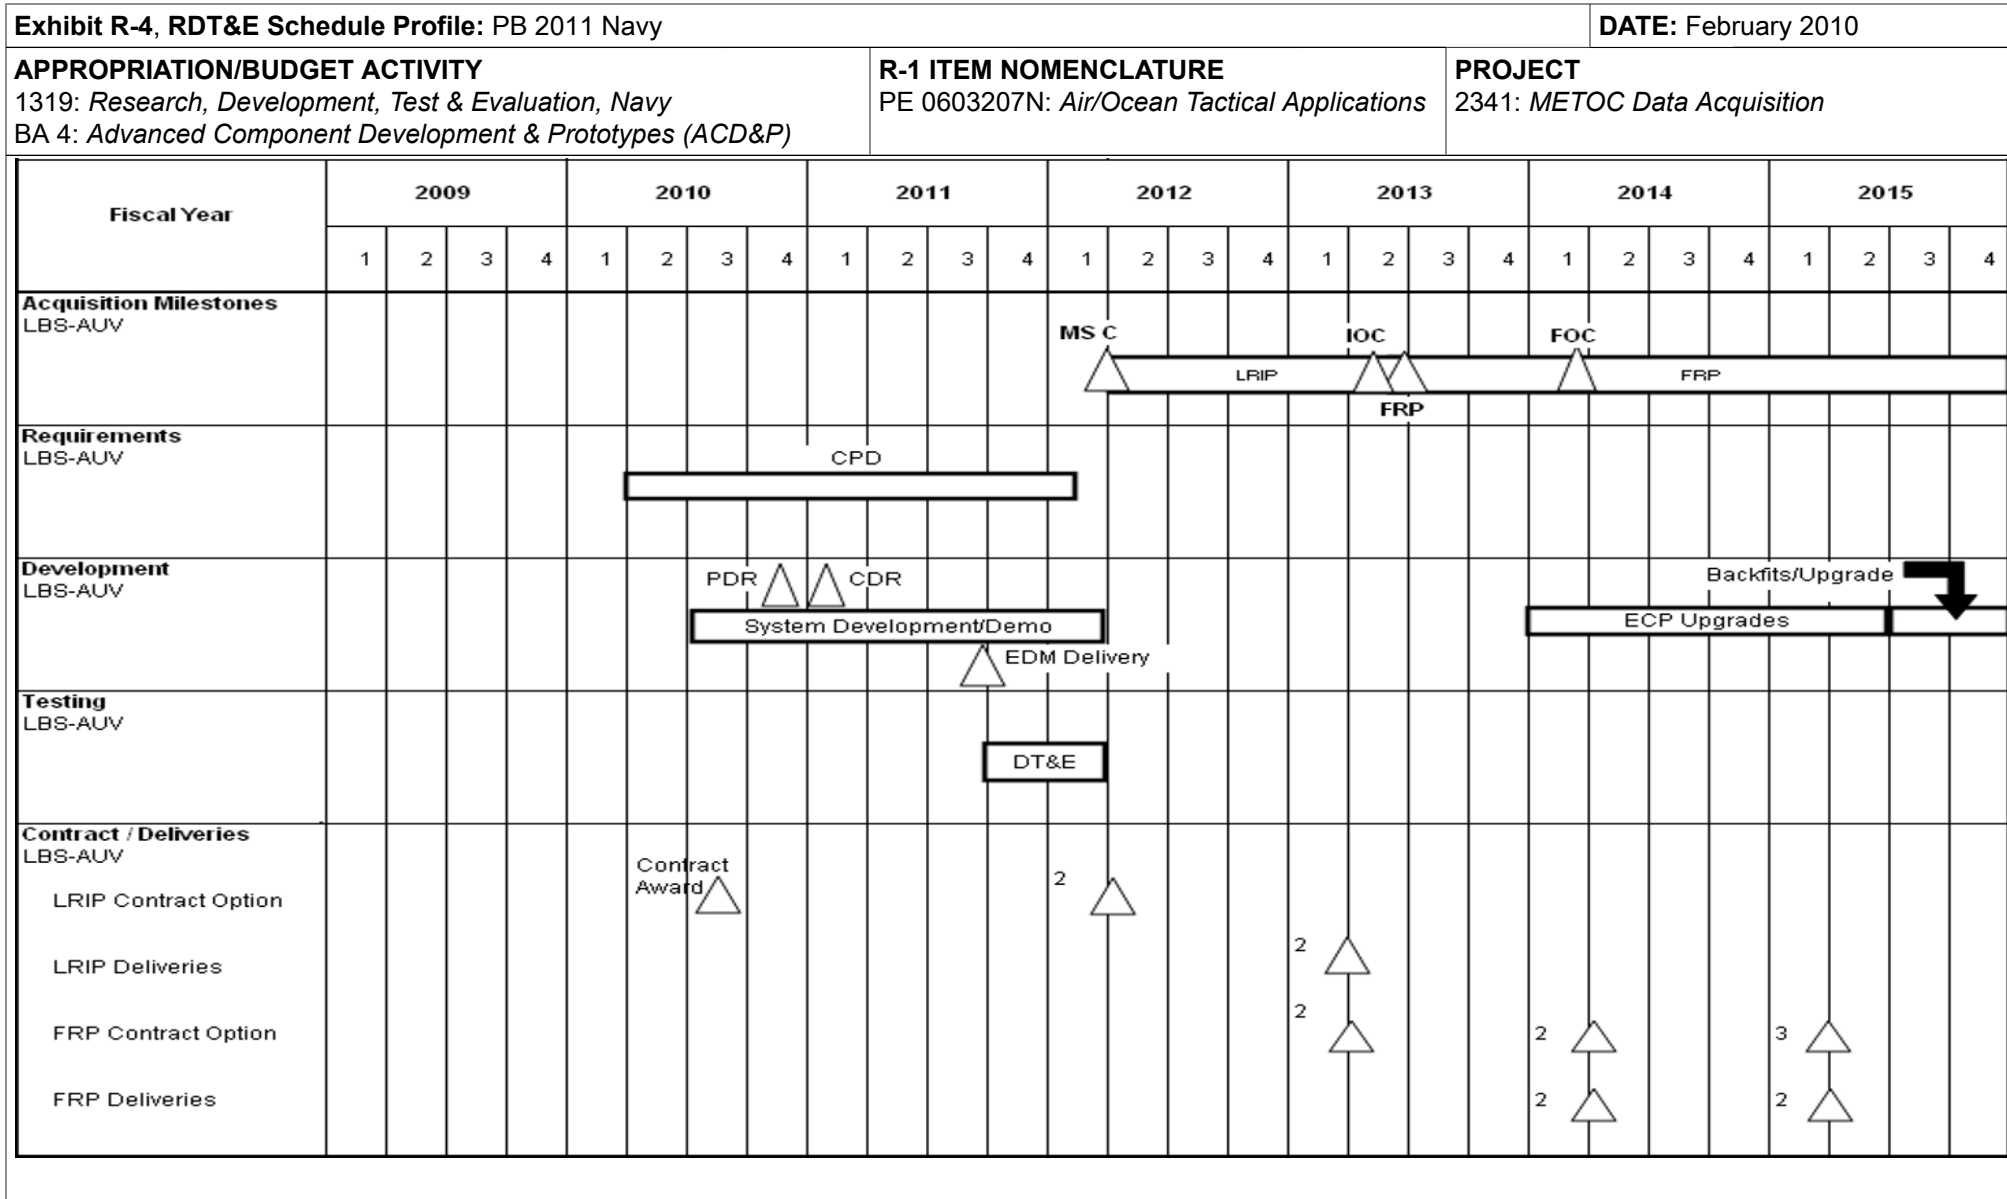 Exhibit R-4, RDT&E Schedule Profile: PB 2011 Navy
DATE: February 2010
APPROPRIATION/BUDGET ACTIVITY
1319: Research, Development, Test & Evaluation, Navy
BA 4: Advanced Component Development & Prototypes (ACD&P)
R-1 ITEM NOMENCLATURE
PE 0603207N: Air/Ocean Tactical Applications
PROJECT
2341: METOC Data Acquisition
Fiscal Year
2009 2010 2011 2012 2013 2014 2015
1 2 3 4 1 2 3 4 1 2 3 4 1 2 3 4 1 2 3 4 1 2 3 4 1 2 3 4
Acquisition Milestones
LBS-AUV
MS C IOC FOC
LRIP FRP
FRP
Requirements
LBS-AUV
CPD
Development
LBS-AUV
PDR CDR Backfits/Upgrade
System Development/Demo ECP Upgrades
EDM Delivery
Testing
LBS-AUV
DT&E
Contract / Deliveries
LBS-AUV
Contract
Award
LRIP Contract Option 2
LRIP Deliveries 2
FRP Contract Option 2 2 3
FRP Deliveries 2 2